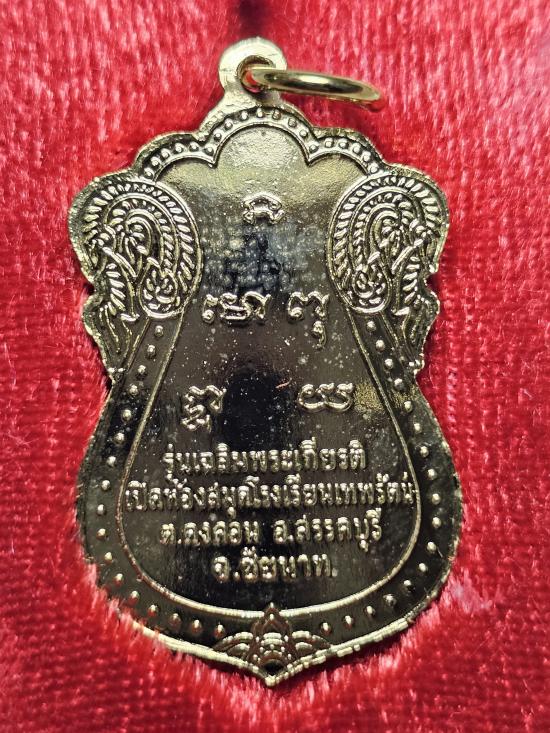 รุ่นเฉลิมพระเกียรติ
เปิดห้องสมุดโรงเรียนเทพรัตน์
ต.ดงคอน อ.สรรคบุรี
จ.ชัยนาท.